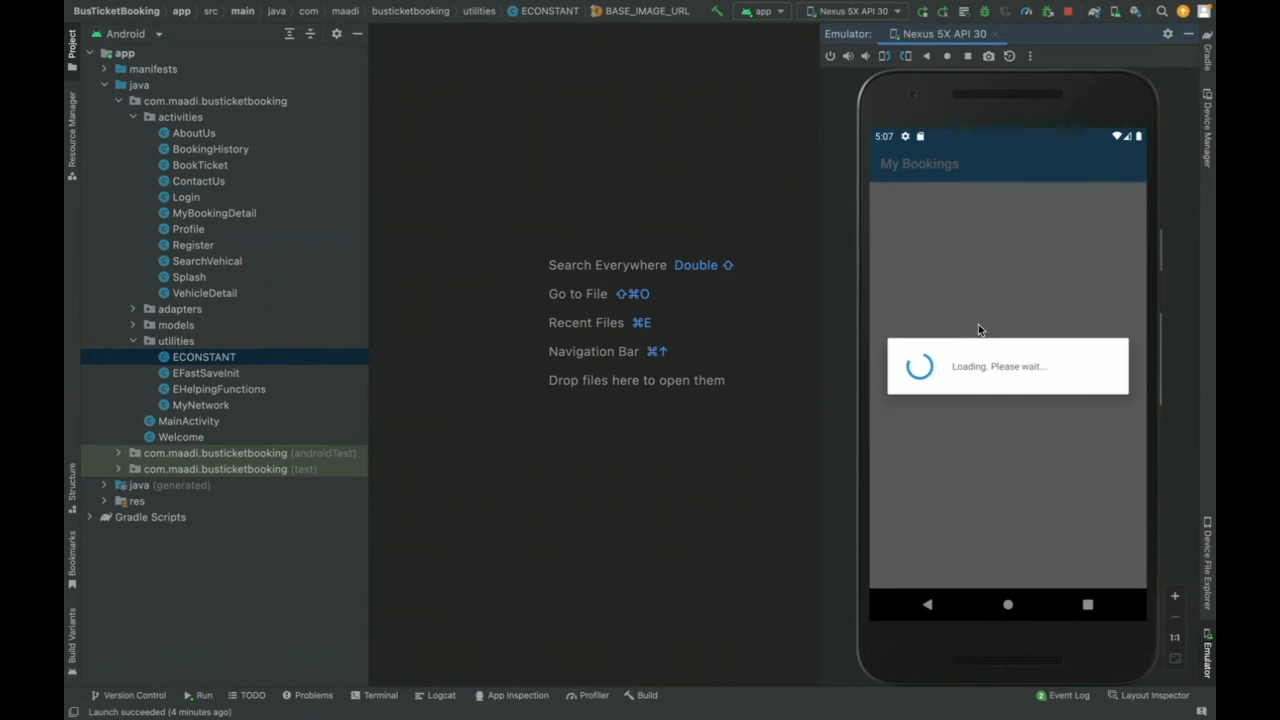 BusTicketBooking app src main java com maadi busticketbooking utilities ECONSTANT BASE_IMAGE_URL app Nexus 5X API 30
Project
Android
Emulator: Nexus 5X API 30
Gradle
app
manifests
java
com.maadi.busticketbooking
activities
AboutUs
BookingHistory
BookTicket
ContactUs
Login
MyBookingDetail
Profile
Register
SearchVehical
Splash
VehicleDetail
adapters
models
utilities
ECONSTANT
EFastSaveInit
EHelpingFunctions
MyNetwork
MainActivity
Welcome
com.maadi.busticketbooking (androidTest)
com.maadi.busticketbooking (test)
java (generated)
res
Gradle Scripts
Resource Manager
Structure
Bookmarks
Build Variants
Search Everywhere Double ⇧
Go to File ⇧⌘O
Recent Files ⌘E
Navigation Bar ⌘↑
Drop files here to open them
5:07
My Bookings
Loading. Please wait...
1:1
Device Manager
Device File Explorer
Emulator
Version Control Run TODO Problems Terminal Logcat App Inspection Profiler Build 2 Event Log Layout Inspector
Launch succeeded (4 minutes ago)